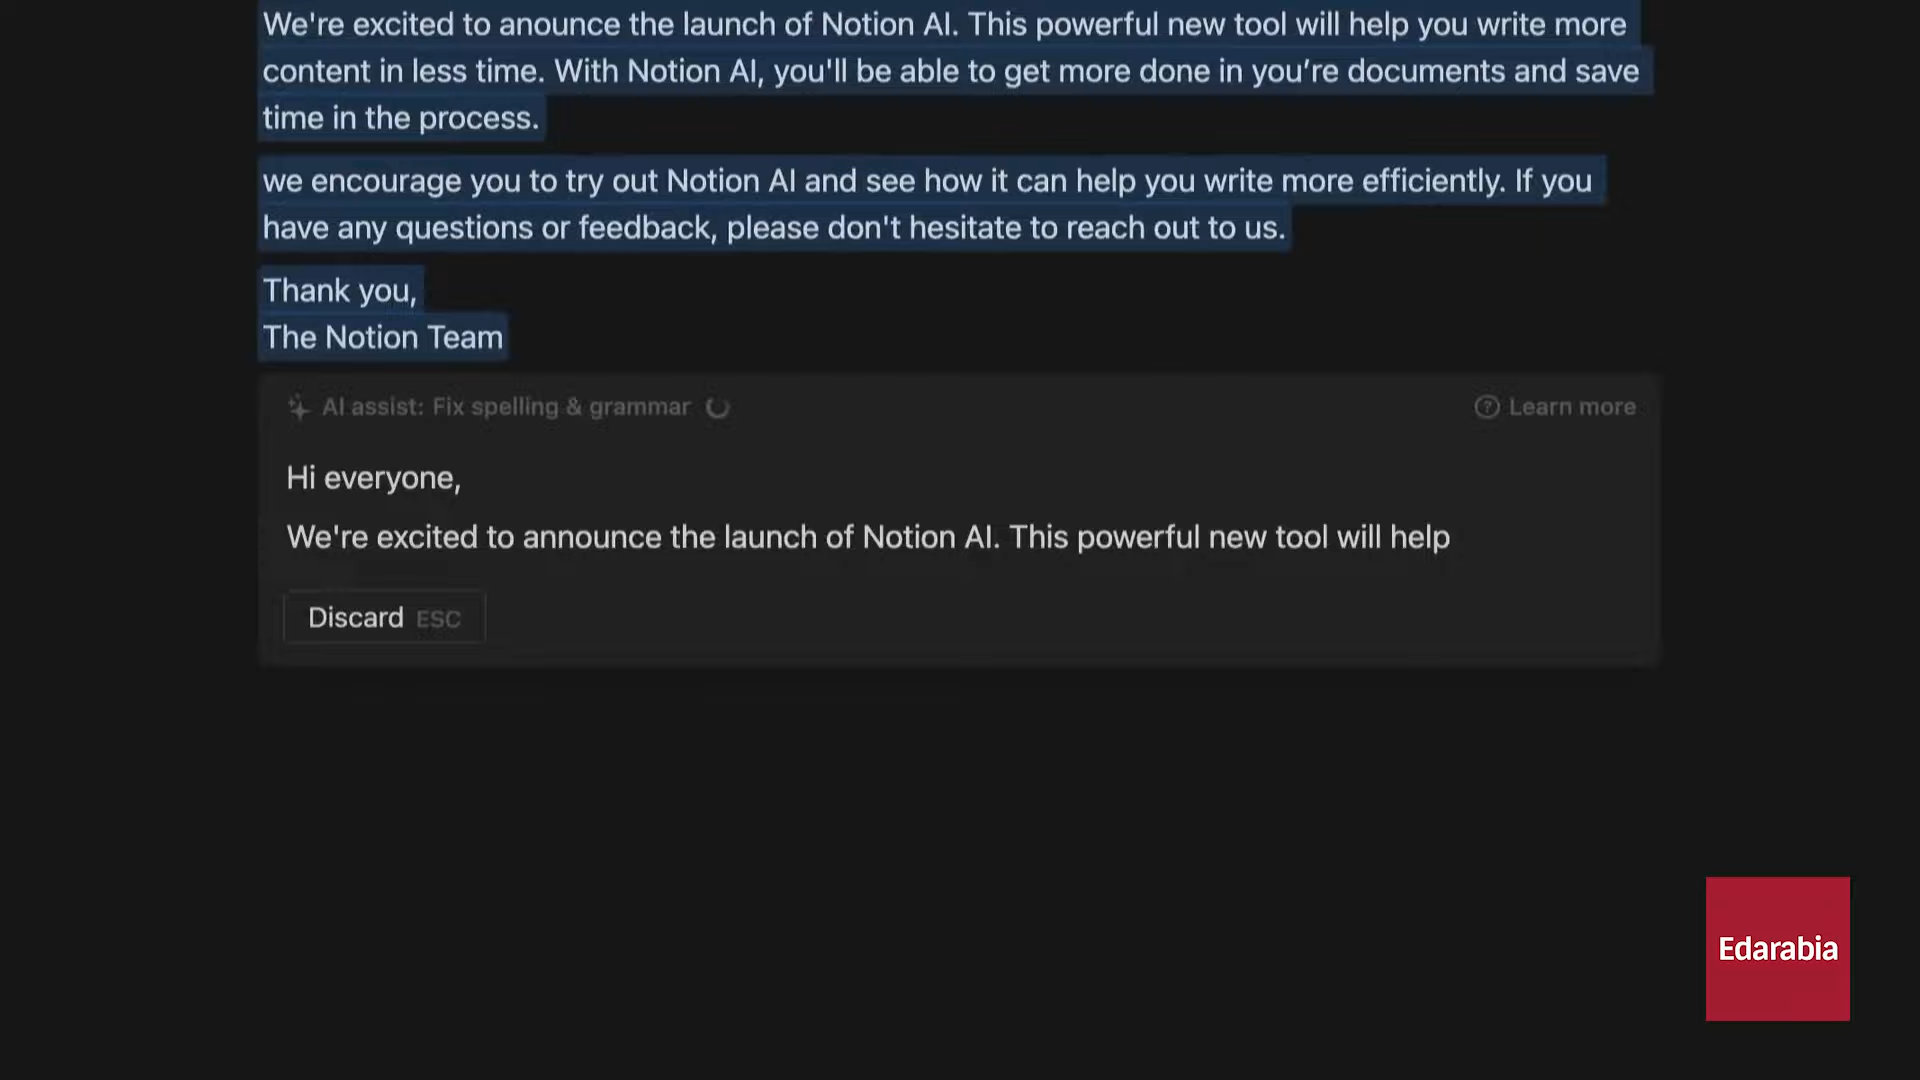 We're excited to anounce the launch of Notion AI. This powerful new tool will help you write more
content in less time. With Notion AI, you'll be able to get more done in you’re documents and save
time in the process.
we encourage you to try out Notion AI and see how it can help you write more efficiently. If you
have any questions or feedback, please don't hesitate to reach out to us.
Thank you,
The Notion Team
AI assist: Fix spelling & grammar
Learn more
Hi everyone,
We're excited to announce the launch of Notion AI. This powerful new tool will help
Discard ESC
Edarabia